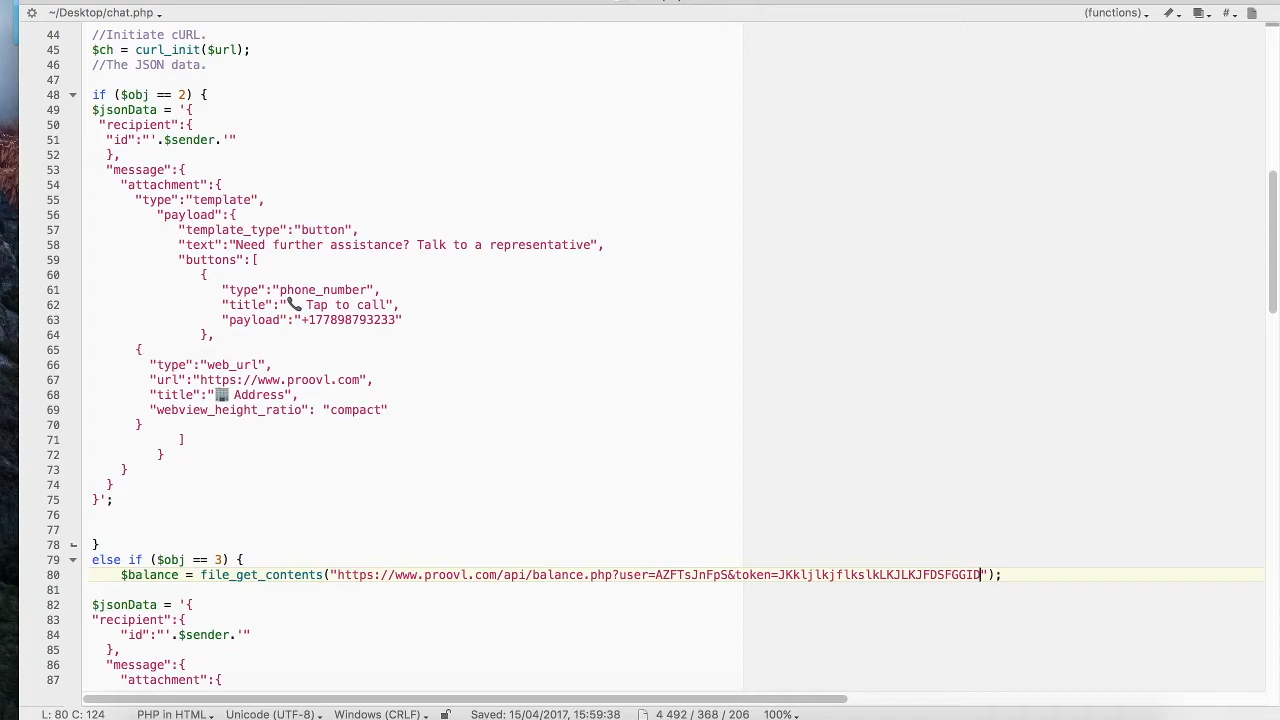 ~/Desktop/chat.php
(functions)
#
44 //Initiate cURL.
45 $ch = curl_init($url);
46 //The JSON data.
47
48 if ($obj == 2) {
49 $jsonData = '{
50 "recipient":{
51 "id":"'.$sender.'"
52 },
53 "message":{
54 "attachment":{
55 "type":"template",
56 "payload":{
57 "template_type":"button",
58 "text":"Need further assistance? Talk to a representative",
59 "buttons":[
60 {
61 "type":"phone_number",
62 "title":"📞 Tap to call",
63 "payload":"+177898793233"
64 },
65 {
66 "type":"web_url",
67 "url":"https://www.proovl.com",
68 "title":"🏢 Address",
69 "webview_height_ratio": "compact"
70 }
71 ]
72 }
73 }
74 }
75 }';
76
77
78 }
79 else if ($obj == 3) {
80 $balance = file_get_contents("https://www.proovl.com/api/balance.php?user=AZFTsJnFpS&token=JKkljlkjflkslkLKJLKJFDSFGGID");
81
82 $jsonData = '{
83 "recipient":{
84 "id":"'.$sender.'"
85 },
86 "message":{
87 "attachment":{
L: 80 C: 124 PHP in HTML Unicode (UTF-8) Windows (CRLF) Saved: 15/04/2017, 15:59:38 4 492 / 368 / 206 100%